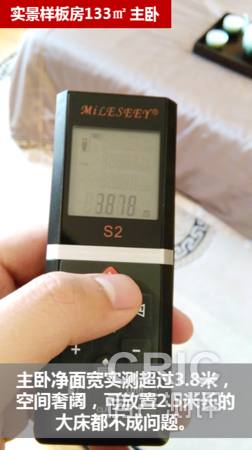 实景样板房133㎡ 主卧
MiLESEEY®
3.878
S2
CRIC
主卧净面宽实测超过3.8米，
空间奢阔，可放置2.5米长的
大床都不成问题。